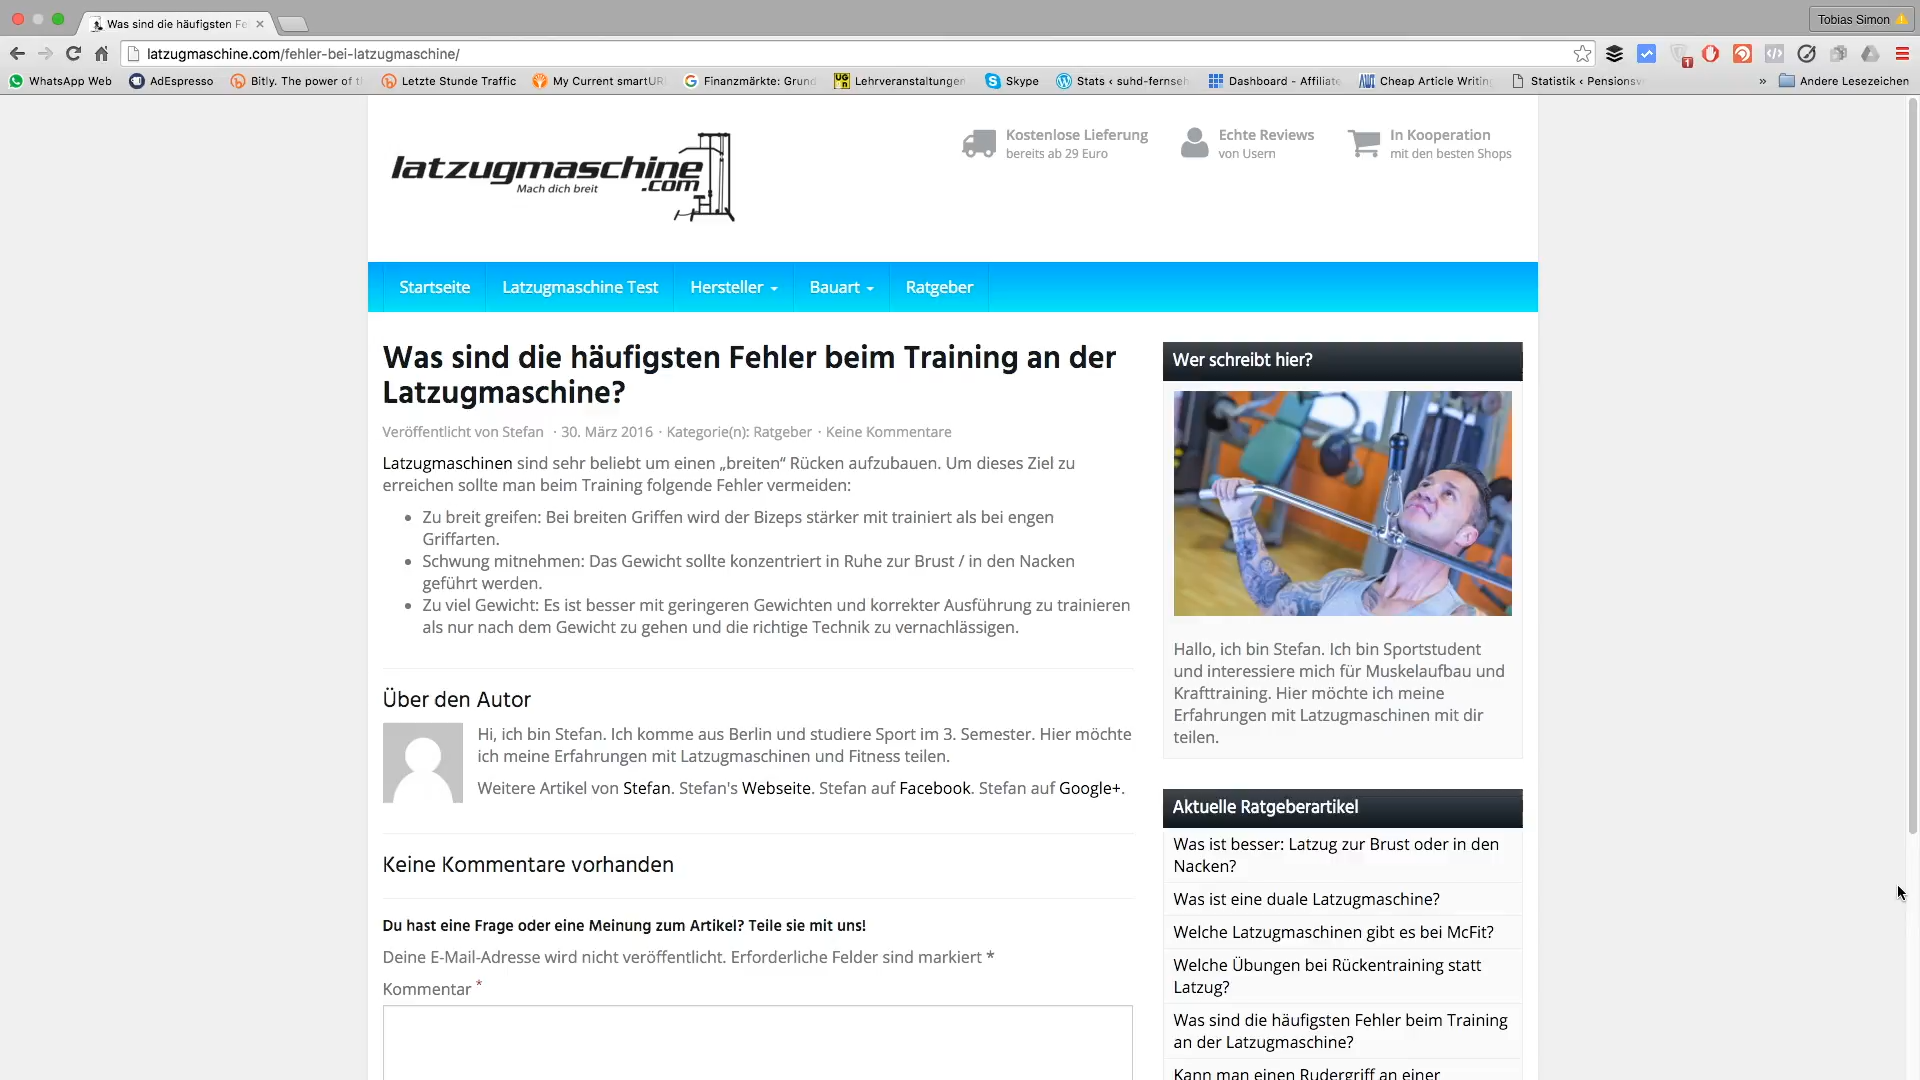 Was sind die häufigsten Fe
Tobias Simon
latzugmaschine.com/fehler-bei-latzugmaschine/
1
WhatsApp Web
AdEspresso
Bitly. The power of t
Letzte Stunde Traffic
My Current smartUR
Finanzmärkte: Grund
Lehrveranstaltungen
Skype
Stats ‹ suhd-fernseh
Dashboard - Affiliate
Cheap Article Writing
Statistik ‹ Pensionsv
»
Andere Lesezeichen
latzugmaschine
.com
Mach dich breit
Kostenlose Lieferung
bereits ab 29 Euro
Echte Reviews
von Usern
In Kooperation
mit den besten Shops
Startseite
Latzugmaschine Test
Hersteller
Bauart
Ratgeber
Was sind die häufigsten Fehler beim Training an der
Latzugmaschine?
Veröffentlicht von Stefan · 30. März 2016 · Kategorie(n): Ratgeber · Keine Kommentare
Latzugmaschinen sind sehr beliebt um einen „breiten“ Rücken aufzubauen. Um dieses Ziel zu
erreichen sollte man beim Training folgende Fehler vermeiden:
• Zu breit greifen: Bei breiten Griffen wird der Bizeps stärker mit trainiert als bei engen
Griffarten.
• Schwung mitnehmen: Das Gewicht sollte konzentriert in Ruhe zur Brust / in den Nacken
geführt werden.
• Zu viel Gewicht: Es ist besser mit geringeren Gewichten und korrekter Ausführung zu trainieren
als nur nach dem Gewicht zu gehen und die richtige Technik zu vernachlässigen.
Über den Autor
Hi, ich bin Stefan. Ich komme aus Berlin und studiere Sport im 3. Semester. Hier möchte
ich meine Erfahrungen mit Latzugmaschinen und Fitness teilen.
Weitere Artikel von Stefan. Stefan's Webseite. Stefan auf Facebook. Stefan auf Google+.
Keine Kommentare vorhanden
Du hast eine Frage oder eine Meinung zum Artikel? Teile sie mit uns!
Deine E-Mail-Adresse wird nicht veröffentlicht. Erforderliche Felder sind markiert *
Kommentar *
Wer schreibt hier?
Hallo, ich bin Stefan. Ich bin Sportstudent
und interessiere mich für Muskelaufbau und
Krafttraining. Hier möchte ich meine
Erfahrungen mit Latzugmaschinen mit dir
teilen.
Aktuelle Ratgeberartikel
Was ist besser: Latzug zur Brust oder in den
Nacken?
Was ist eine duale Latzugmaschine?
Welche Latzugmaschinen gibt es bei McFit?
Welche Übungen bei Rückentraining statt
Latzug?
Was sind die häufigsten Fehler beim Training
an der Latzugmaschine?
Kann man einen Rudergriff an einer